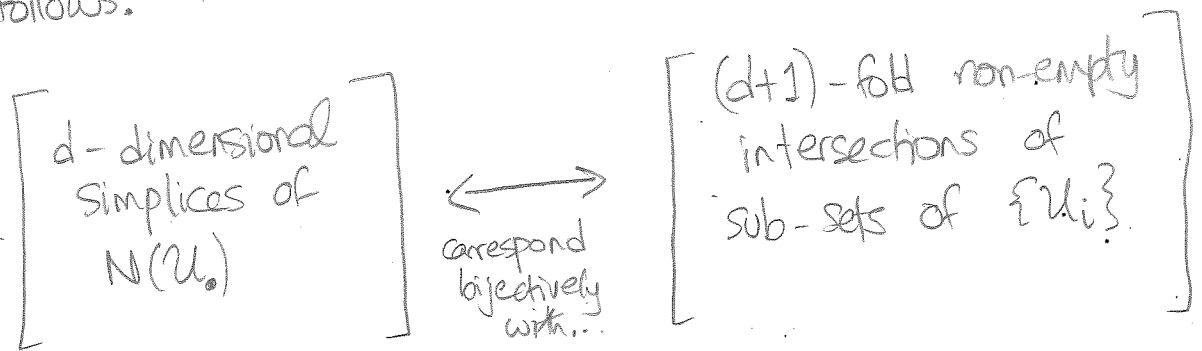 follows.
d-dimensional
simplices of
N(U.)
correspond
bijectively
with...
(d+1)-fold non-empty
intersections of
sub-sets of {Ui}.